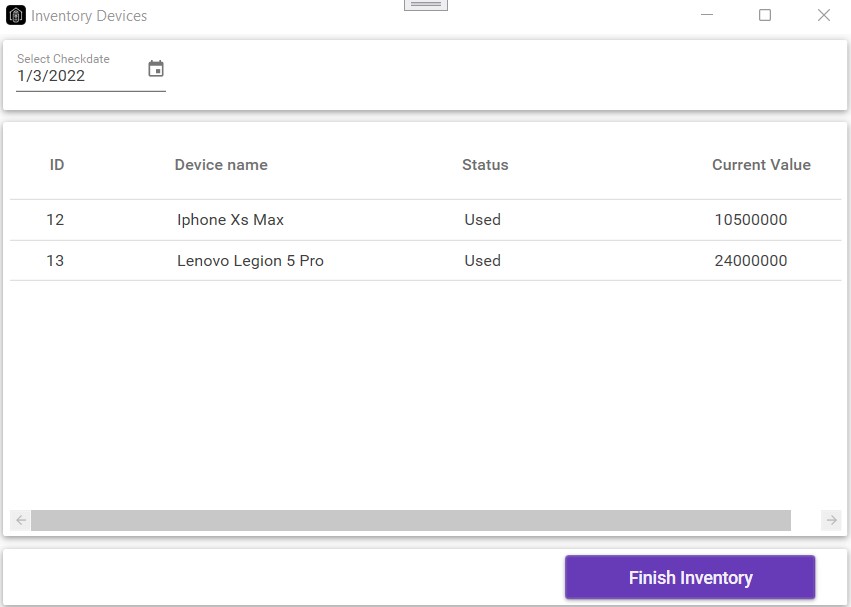 Inventory Devices
Select Checkdate
1/3/2022
ID Device name Status Current Value
12 Iphone Xs Max Used 10500000
13 Lenovo Legion 5 Pro Used 24000000
Finish Inventory